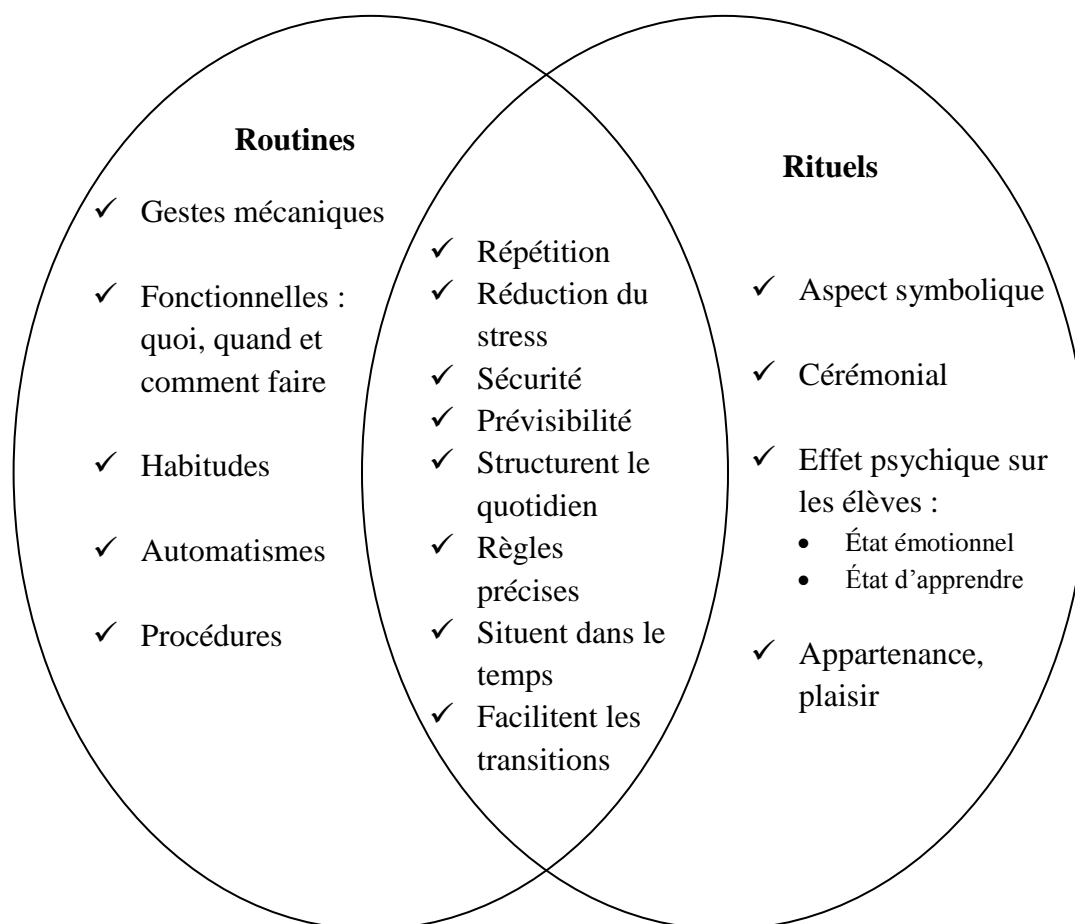 Routines
✓ Gestes mécaniques
✓ Fonctionnelles :
quoi, quand et
comment faire
✓ Habitudes
✓ Automatismes
✓ Procédures
✓ Répétition
✓ Réduction du
stress
✓ Sécurité
✓ Prévisibilité
✓ Structurent le
quotidien
✓ Règles
précises
✓ Situent dans le
temps
✓ Facilitent les
transitions
Rituels
✓ Aspect symbolique
✓ Cérémonial
✓ Effet psychique sur
les élèves :
• État émotionnel
• État d’apprendre
✓ Appartenance,
plaisir